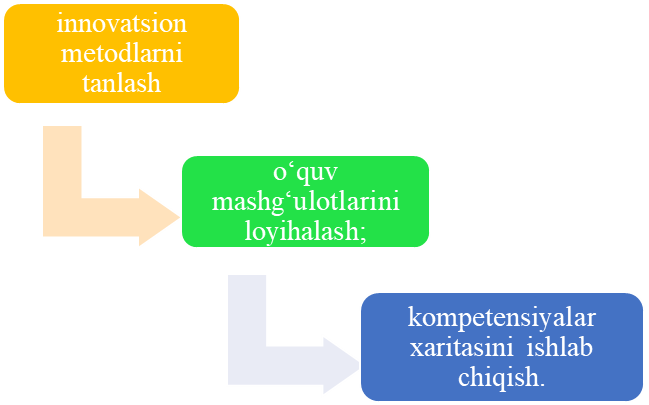 innovatsion
metodlarni
tanlash
o‘quv
mashg‘ulotlarini
loyihalash;
kompetensiyalar
xaritasini ishlab
chiqish.